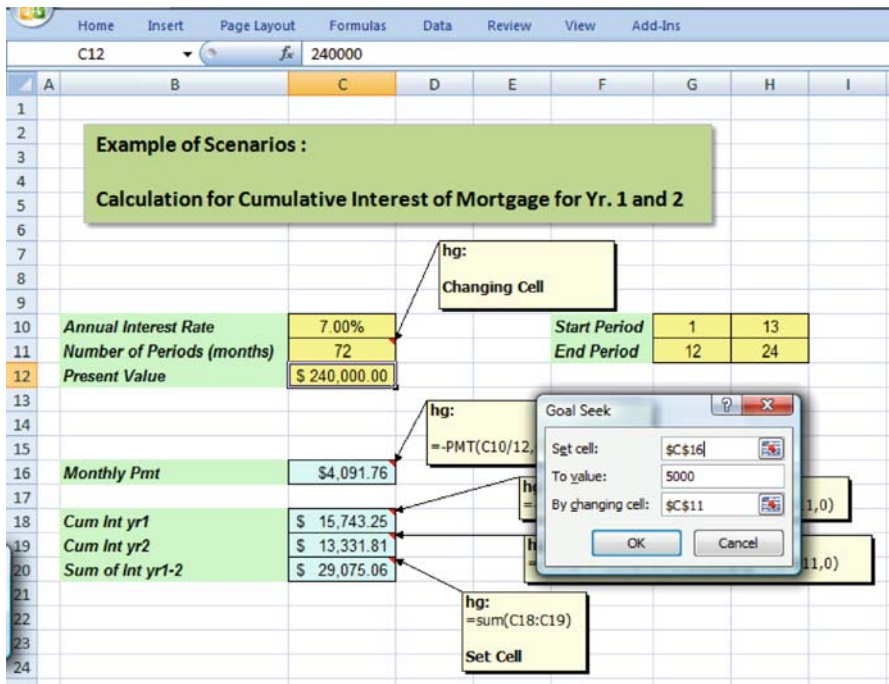 Home Insert Page Layout Formulas Data Review View Add-Ins
C12 fx 240000
A B C D E F G H I
1
2
Example of Scenarios :
3
4
Calculation for Cumulative Interest of Mortgage for Yr. 1 and 2
5
6
7
hg:
8
Changing Cell
9
10 Annual Interest Rate 7.00% Start Period 1 13
11 Number of Periods (months) 72 End Period 12 24
12 Present Value $ 240,000.00
13
hg:
Goal Seek
14
15
=-PMT(C10/12,
Set cell: $C$16
16 Monthly Pmt $4,091.76
To value: 5000
17
By changing cell: $C$11
1,0)
18 Cum Int yr1 $ 15,743.25
OK Cancel
19 Cum Int yr2 $ 13,331.81
20 Sum of Int yr1-2 $ 29,075.06
11,0)
21
hg:
22
=sum(C18:C19)
23
Set Cell
24